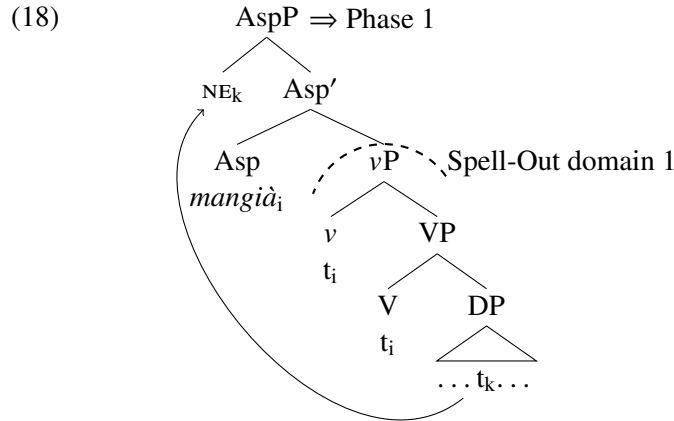 (18) AspP ⇒ Phase 1
NEk Asp′
Asp vP Spell-Out domain 1
mangiài
v VP
ti
V DP
ti
…tk…